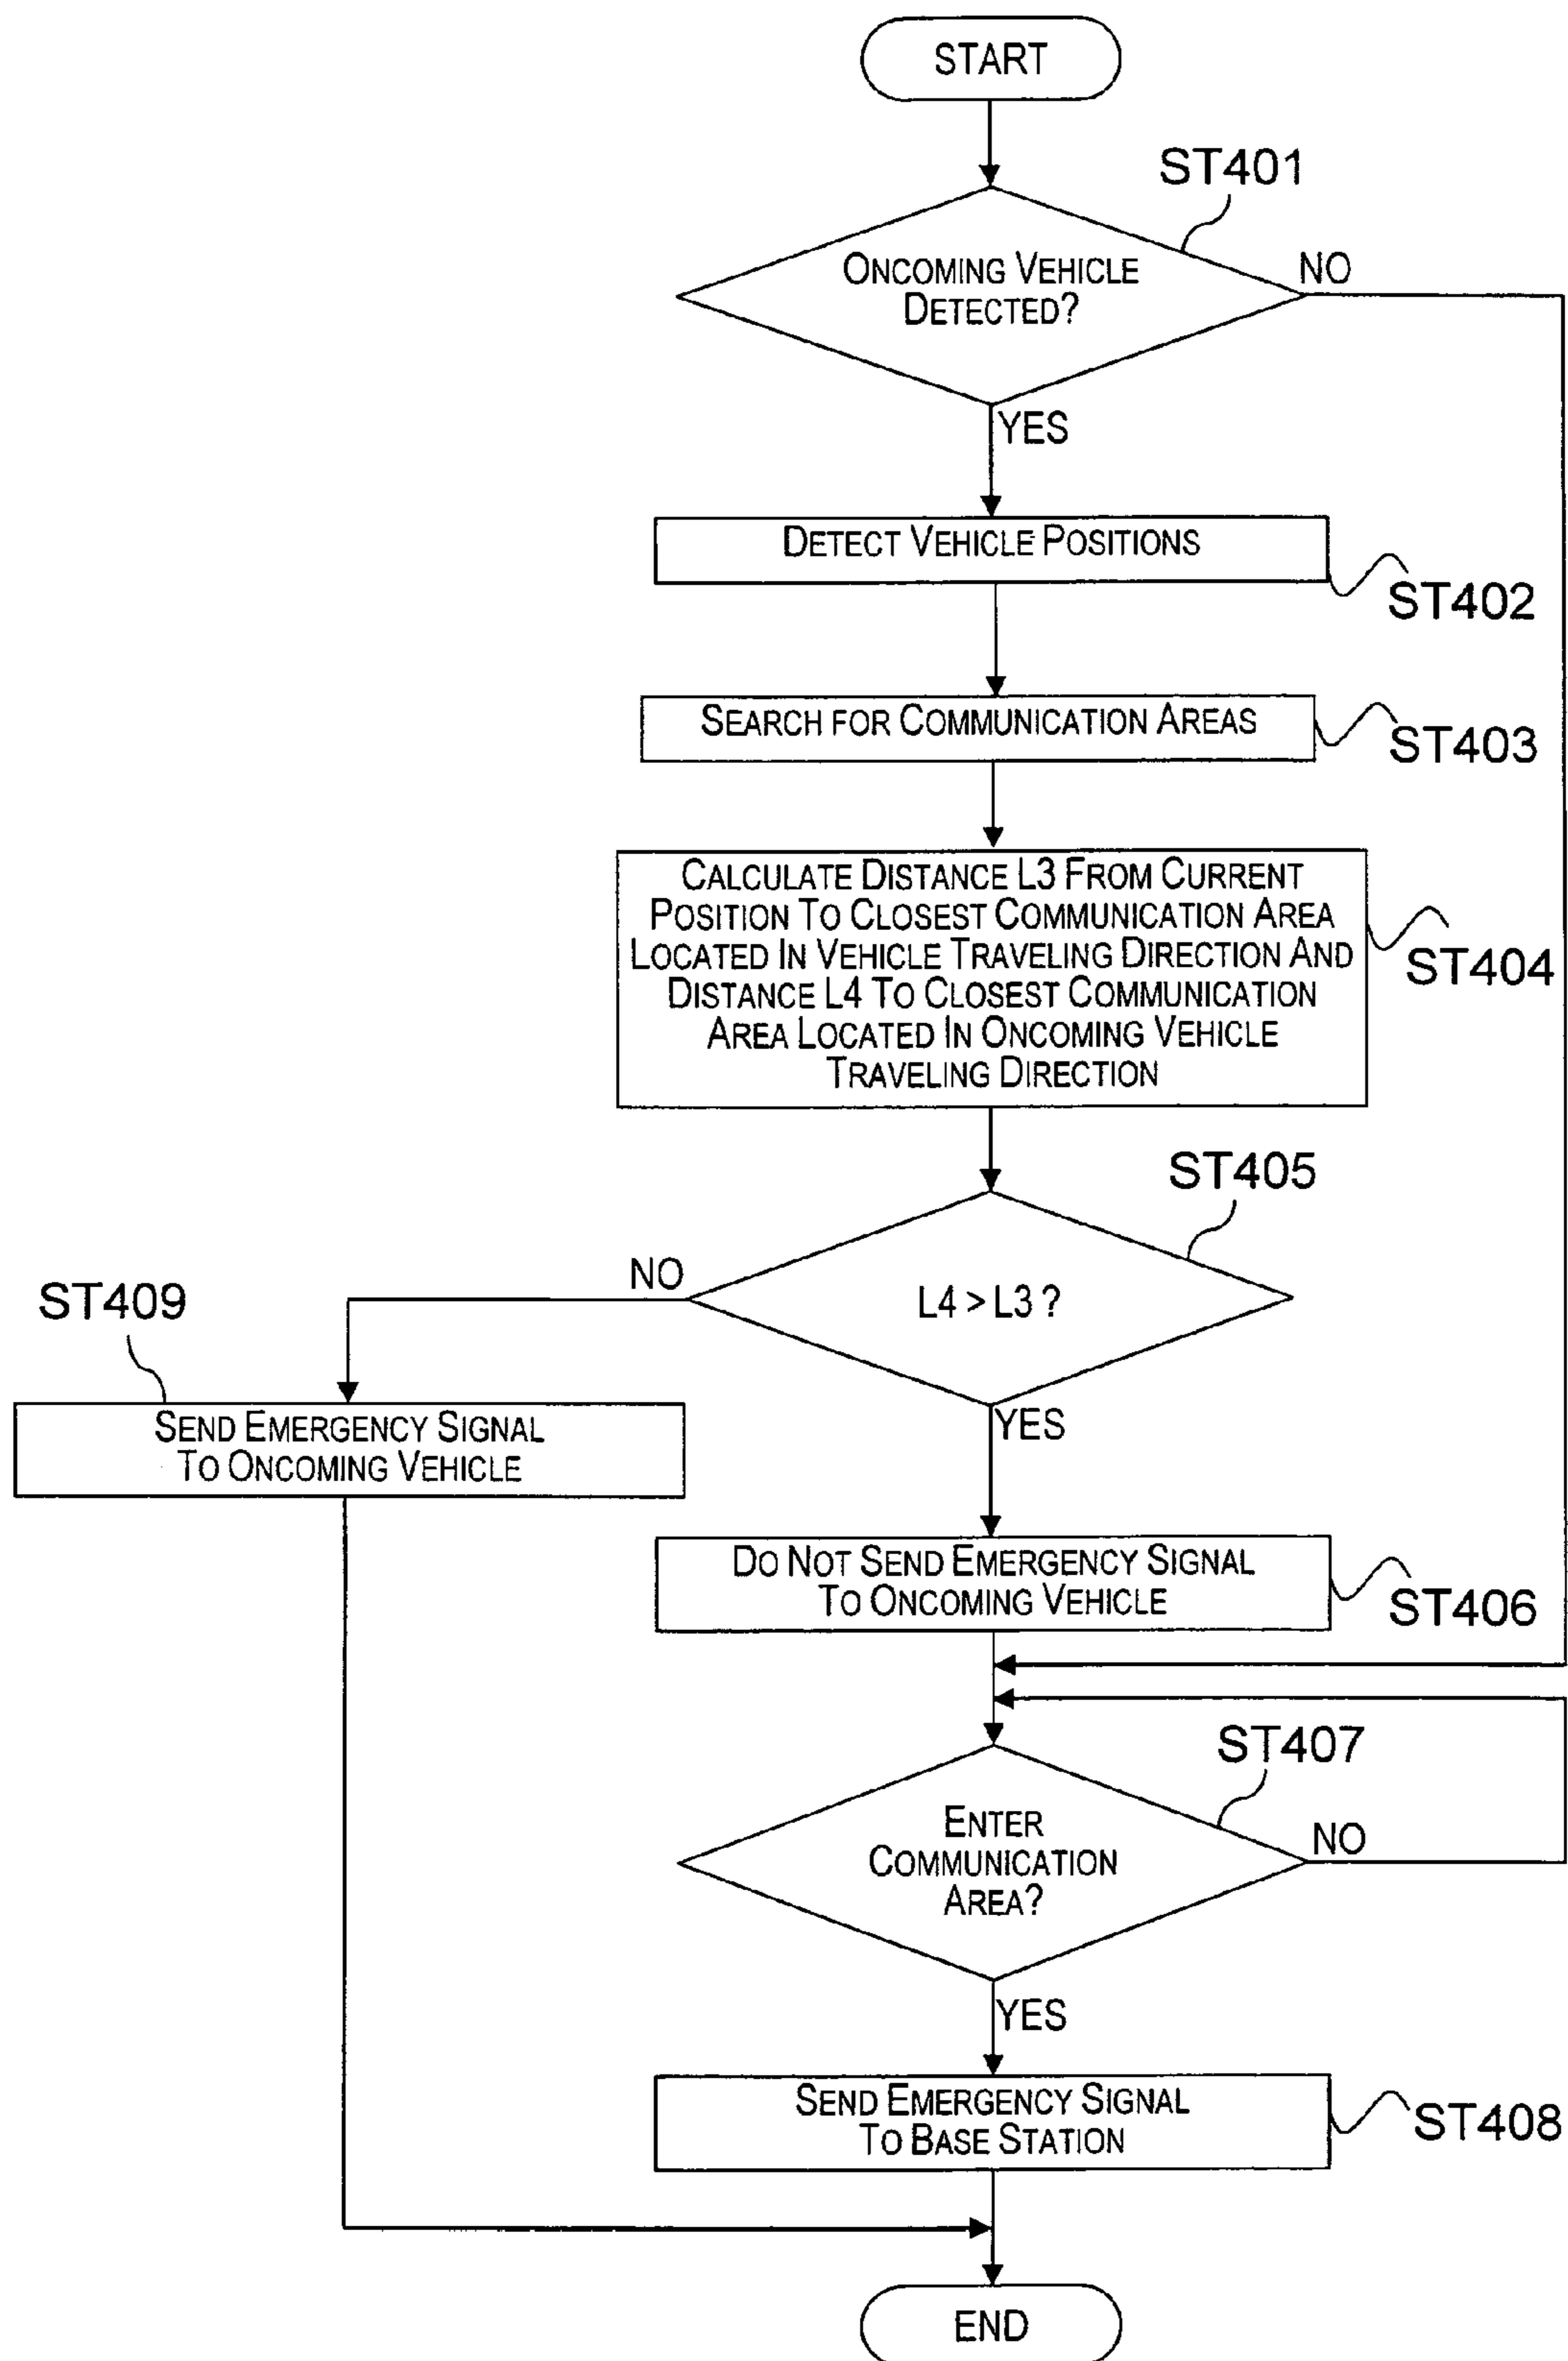 START
ST401
ONCOMING VEHICLE
DETECTED?
NO
YES
DETECT VEHICLE POSITIONS
ST402
SEARCH FOR COMMUNICATION AREAS
ST403
CALCULATE DISTANCE L3 FROM CURRENT
POSITION TO CLOSEST COMMUNICATION AREA
LOCATED IN VEHICLE TRAVELING DIRECTION AND
DISTANCE L4 TO CLOSEST COMMUNICATION
AREA LOCATED IN ONCOMING VEHICLE
TRAVELING DIRECTION
ST404
ST405
L4 > L3 ?
NO
ST409
YES
SEND EMERGENCY SIGNAL
TO ONCOMING VEHICLE
DO NOT SEND EMERGENCY SIGNAL
TO ONCOMING VEHICLE
ST406
ST407
ENTER
COMMUNICATION
AREA?
NO
YES
SEND EMERGENCY SIGNAL
TO BASE STATION
ST408
END